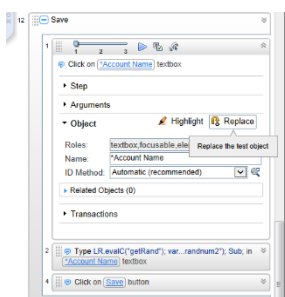 12 Save
1
1 2 3
Click on [*Account Name] textbox
Step
Arguments
Object Highlight Replace
Roles: textbox,focusable,ele
Replace the test object
Name: *Account Name
ID Method: Automatic (recommended)
Related Objects (0)
Transactions
2 Type LR.evalC("getRand"); var...randnum2"); Sub; in
[*Account Name] textbox
4 Click on [Save] button